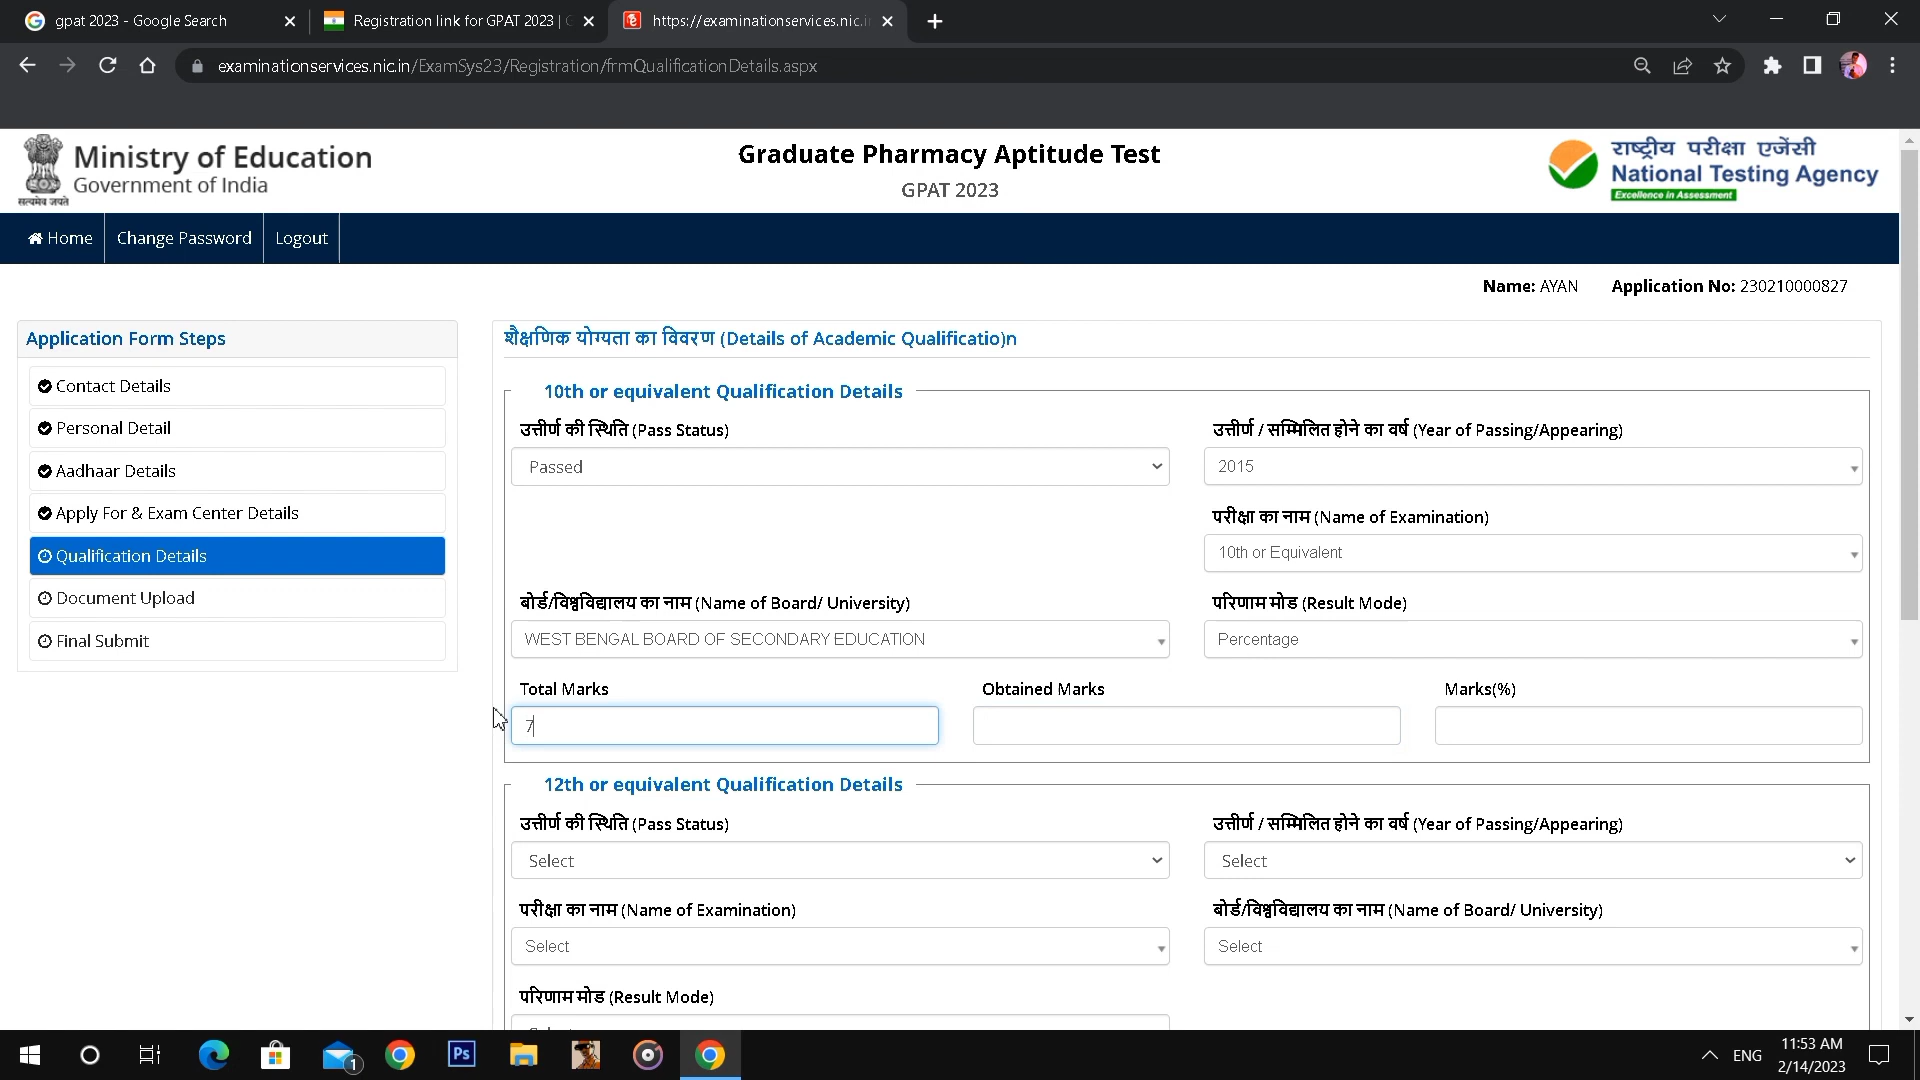 gpat 2023 - Google Search
Registration link for GPAT 2023 |
https://examinationservices.nic.i
examinationservices.nic.in/ExamSys23/Registration/frmQualificationDetails.aspx
सत्यमेव जयते
Ministry of Education
Government of India
Graduate Pharmacy Aptitude Test
GPAT 2023
राष्ट्रीय परीक्षा एजेंसी
National Testing Agency
Excellence in Assessment
Home
Change Password
Logout
Name: AYAN
Application No: 230210000827
Application Form Steps
Contact Details
Personal Detail
Aadhaar Details
Apply For & Exam Center Details
Qualification Details
Document Upload
Final Submit
शैक्षणिक योग्यता का विवरण (Details of Academic Qualificatio)n
10th or equivalent Qualification Details
उत्तीर्ण की स्थिति (Pass Status)
उत्तीर्ण / सम्मिलित होने का वर्ष (Year of Passing/Appearing)
Passed
2015
परीक्षा का नाम (Name of Examination)
10th or Equivalent
बोर्ड/विश्वविद्यालय का नाम (Name of Board/ University)
परिणाम मोड (Result Mode)
WEST BENGAL BOARD OF SECONDARY EDUCATION
Percentage
Total Marks
Obtained Marks
Marks(%)
7
12th or equivalent Qualification Details
उत्तीर्ण की स्थिति (Pass Status)
उत्तीर्ण / सम्मिलित होने का वर्ष (Year of Passing/Appearing)
Select
Select
परीक्षा का नाम (Name of Examination)
बोर्ड/विश्वविद्यालय का नाम (Name of Board/ University)
Select
Select
परिणाम मोड (Result Mode)
Ps
1
ENG
11:53 AM
2/14/2023